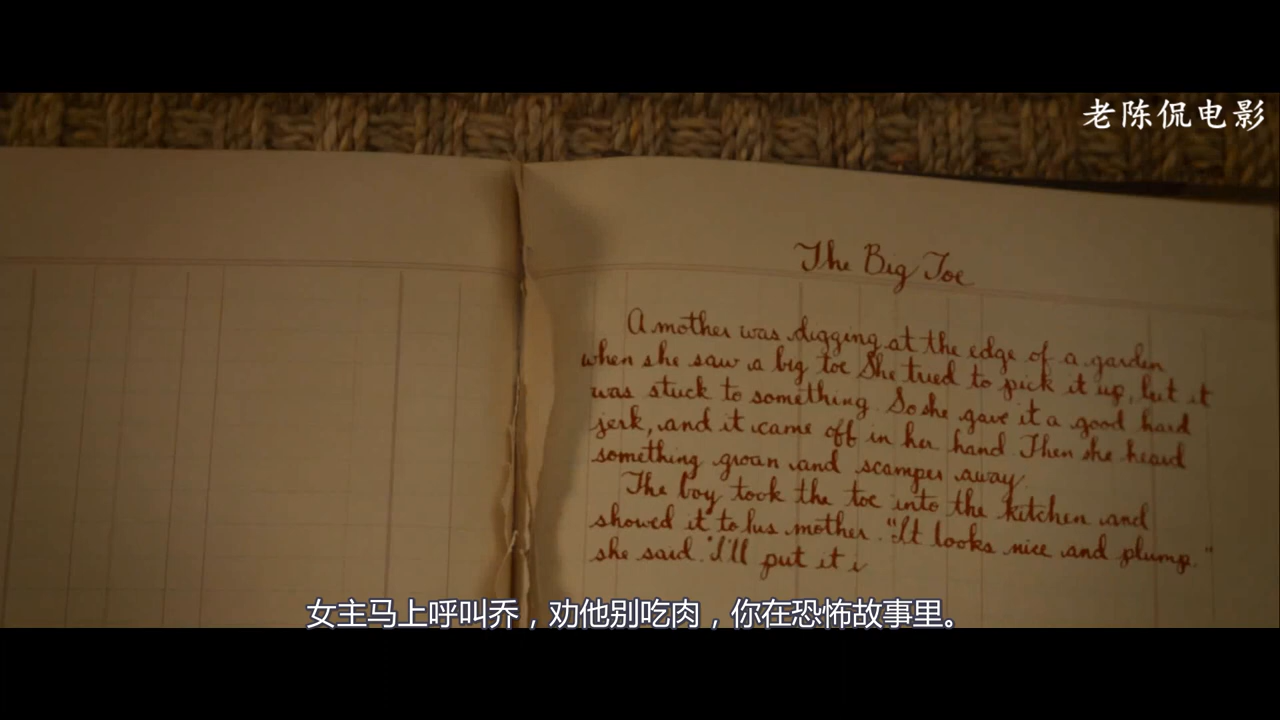 老陈侃电影
The Big Toe
A mother was digging at the edge of a garden
when she saw a big toe She tried to pick it up, but it
was stuck to something. So she gave it a good hard
jerk, and it came off in her hand. Then she heard
something groan and scamper away.
The boy took the toe into the kitchen and
showed it to his mother. "It looks nice and plump,"
she said. "I'll put it i
女主马上呼叫乔，劝他别吃肉，你在恐怖故事里。